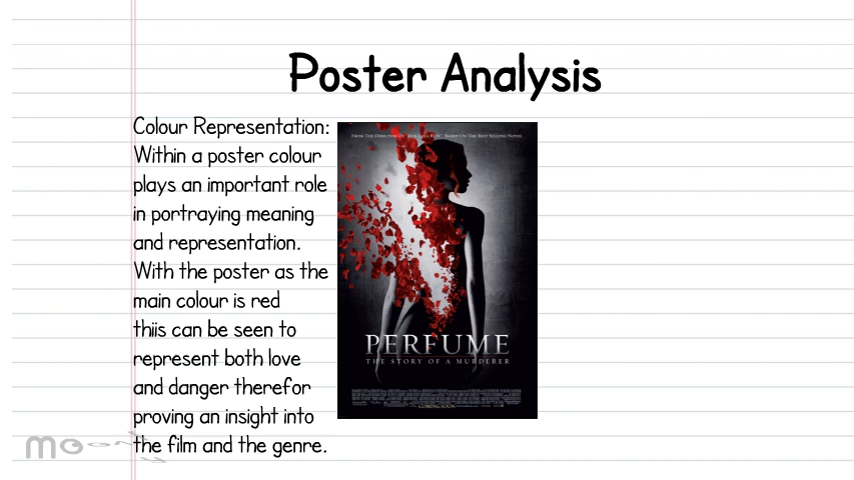 Poster Analysis
Colour Representation:
Within a poster colour
plays an important role
in portraying meaning
and representation.
With the poster as the
main colour is red
thiis can be seen to
represent both love
and danger therefor
proving an insight into
the film and the genre.
PERFUME
THE STORY OF A MURDERER
COMING SOON